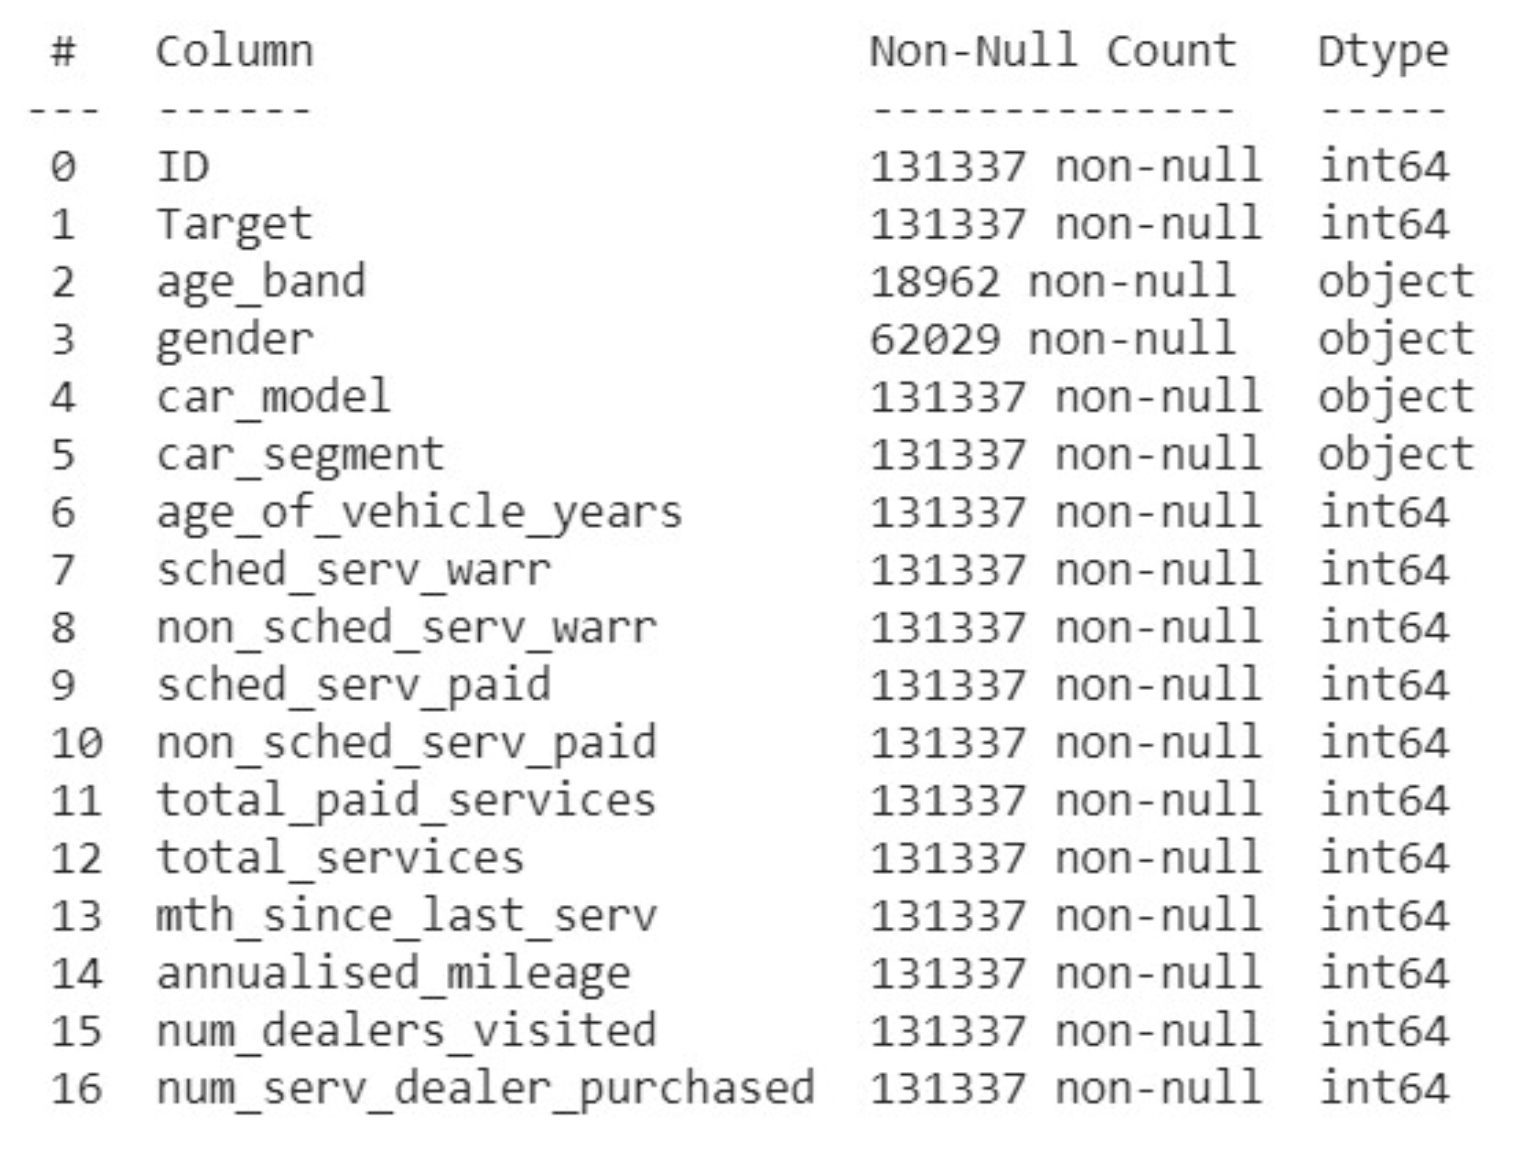 #   Column                      Non-Null Count   Dtype
---  ------                      --------------   -----
0   ID                          131337 non-null  int64
1   Target                      131337 non-null  int64
2   age_band                    18962 non-null   object
3   gender                      62029 non-null   object
4   car_model                   131337 non-null  object
5   car_segment                 131337 non-null  object
6   age_of_vehicle_years        131337 non-null  int64
7   sched_serv_warr             131337 non-null  int64
8   non_sched_serv_warr         131337 non-null  int64
9   sched_serv_paid             131337 non-null  int64
10  non_sched_serv_paid         131337 non-null  int64
11  total_paid_services         131337 non-null  int64
12  total_services              131337 non-null  int64
13  mth_since_last_serv         131337 non-null  int64
14  annualised_mileage          131337 non-null  int64
15  num_dealers_visited         131337 non-null  int64
16  num_serv_dealer_purchased   131337 non-null  int64